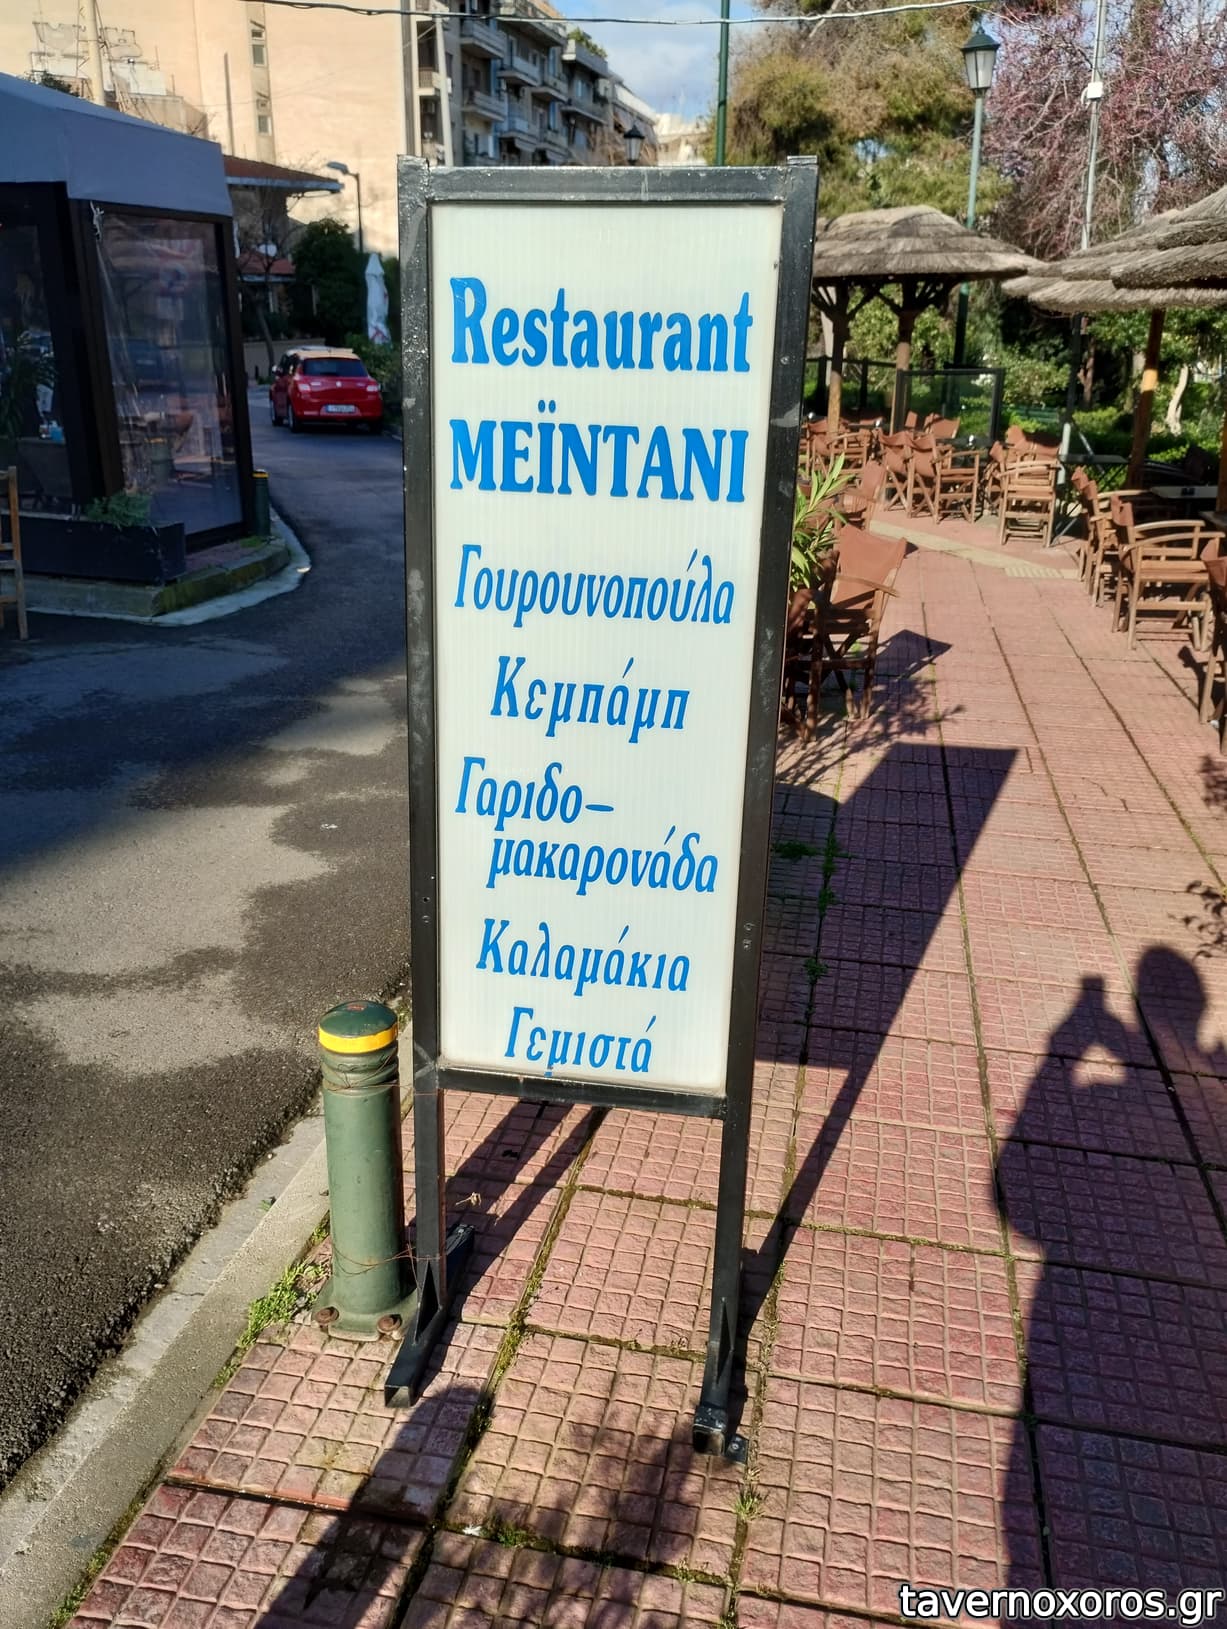 Restaurant
ΜΕΪΝΤΑΝΙ
Γουρουνοπούλα
Κεμπάμπ
Γαριδο-
μακαρονάδα
Καλαμάκια
Γεμιστά
tavernoxoros.gr